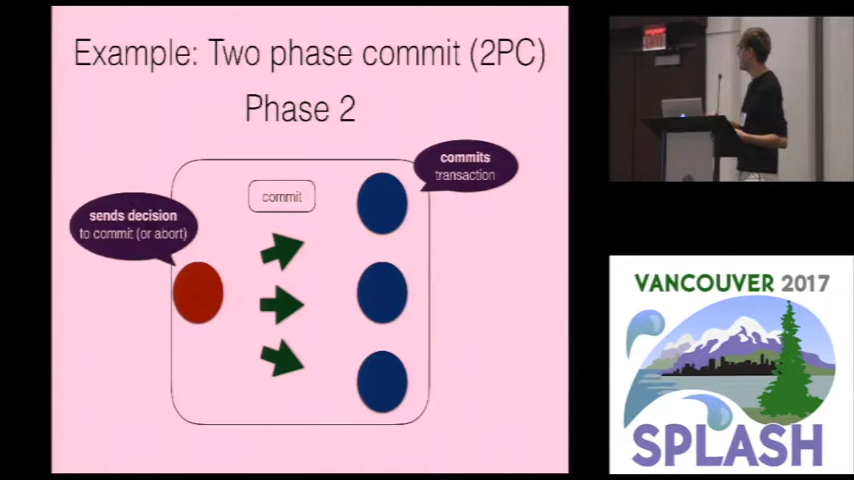 Example: Two phase commit (2PC)
Phase 2
commits
transaction
commit
sends decision
to commit (or abort)
VANCOUVER 2017
SPLASH